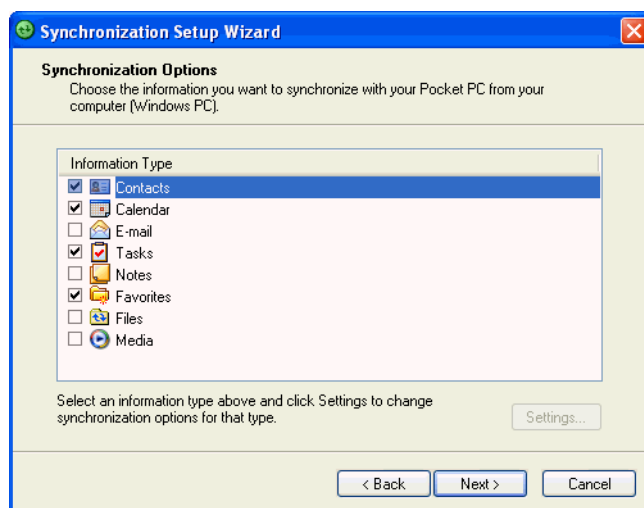 Synchronization Setup Wizard
Synchronization Options
Choose the information you want to synchronize with your Pocket PC from your
computer (Windows PC).
Information Type
Contacts
Calendar
E-mail
Tasks
Notes
Favorites
Files
Media
Select an information type above and click Settings to change
synchronization options for that type.
Settings...
< Back
Next >
Cancel